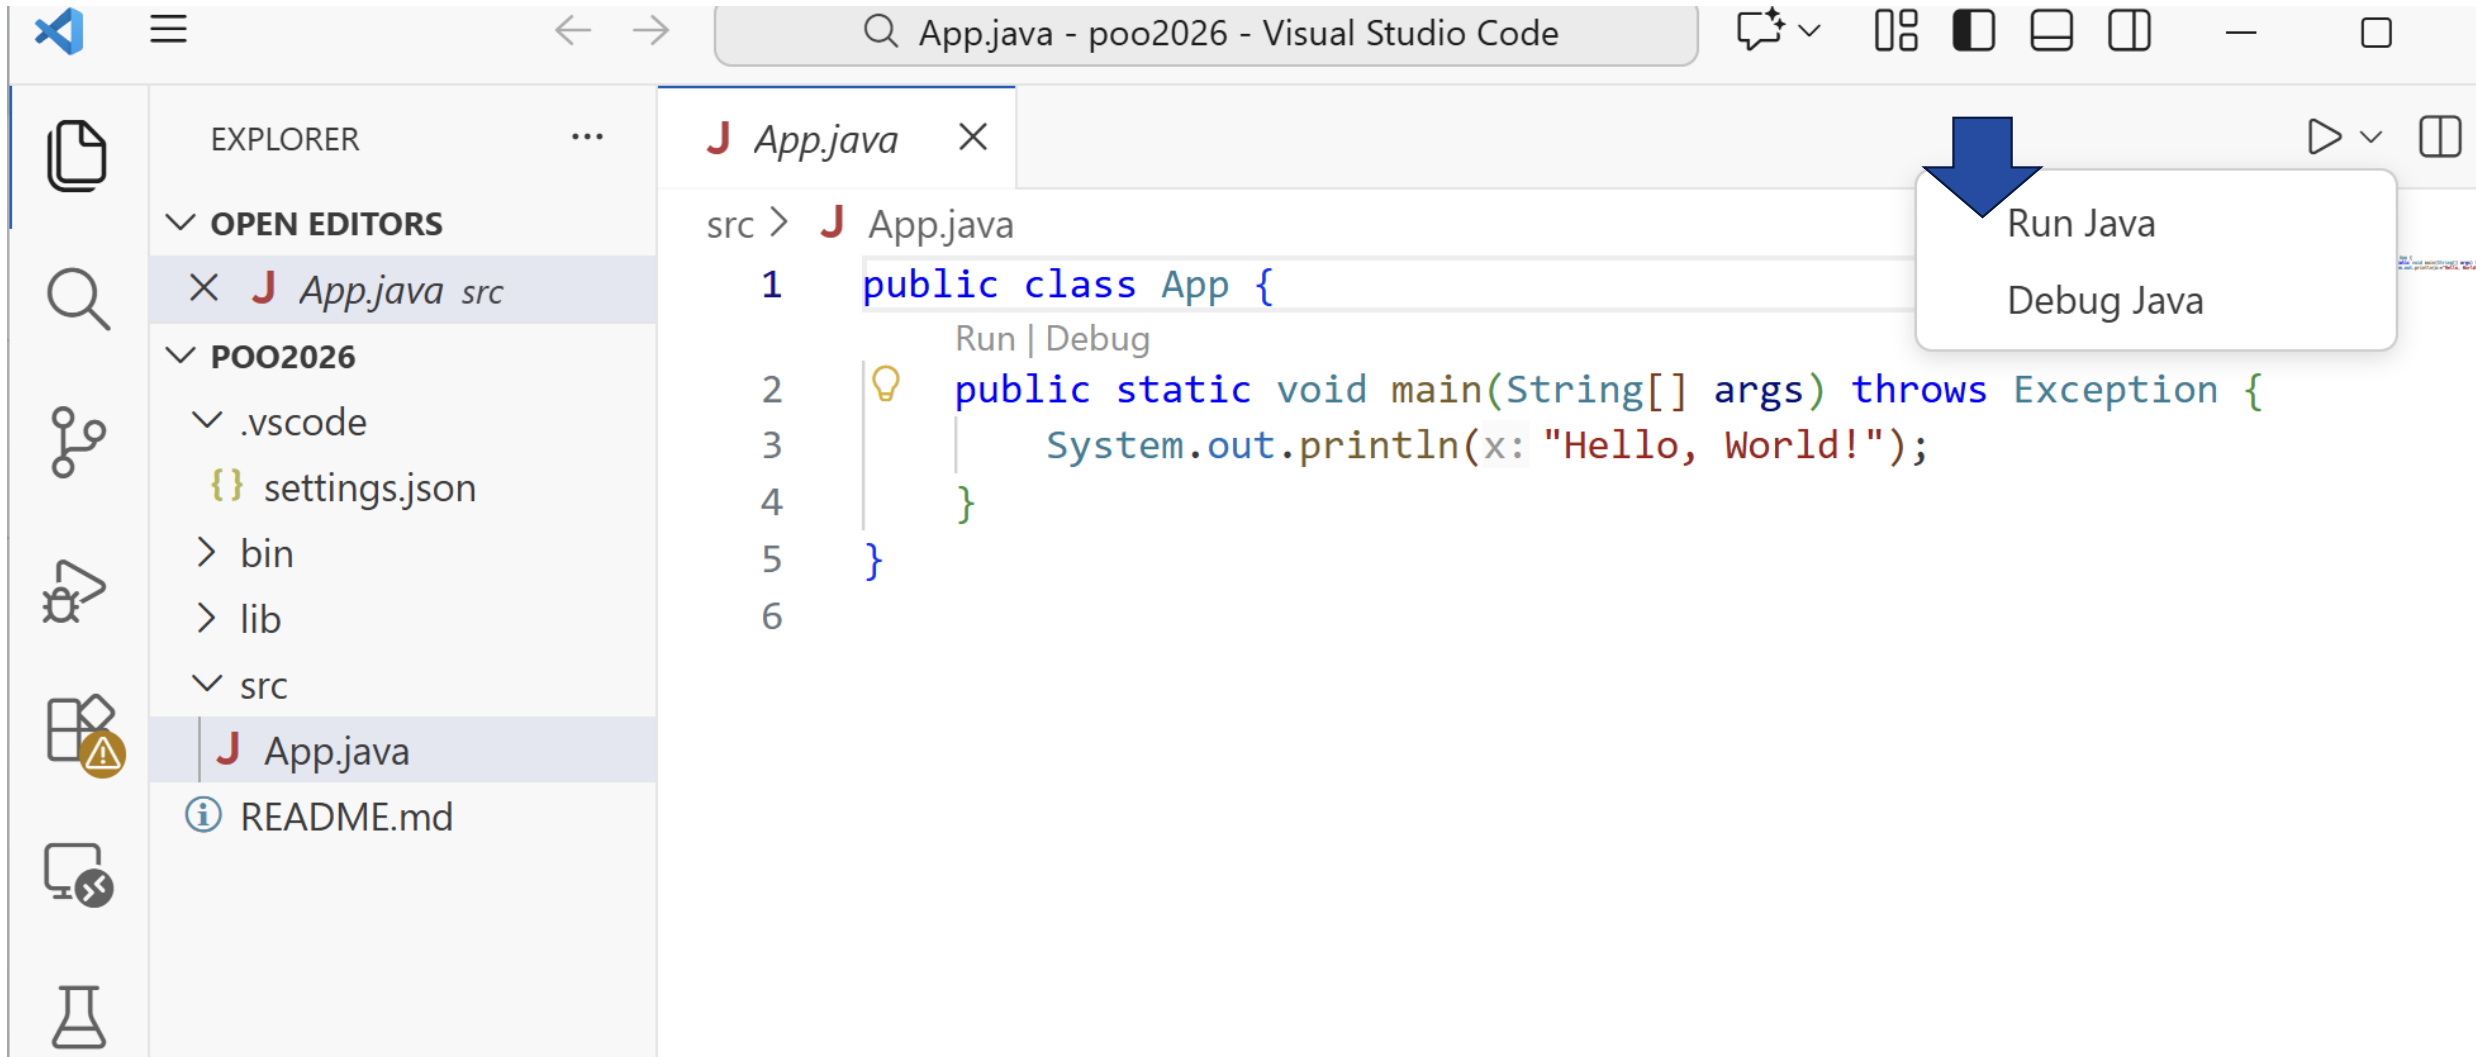 App.java - poo2026 - Visual Studio Code
EXPLORER
OPEN EDITORS
App.java src
POO2026
.vscode
{} settings.json
bin
lib
src
J App.java
README.md
J App.java
src > J App.java
Run Java
Debug Java
1 public class App {
Run | Debug
2 public static void main(String[] args) throws Exception {
3 System.out.println(x: "Hello, World!");
4 }
5 }
6